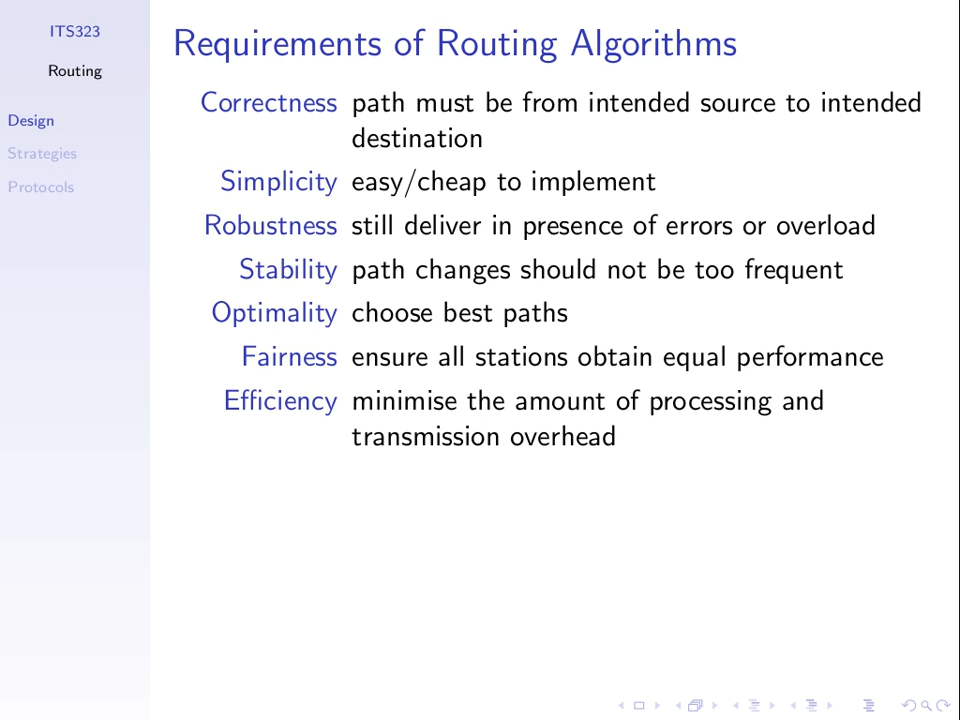 ITS323
Routing
Design
Strategies
Protocols
Requirements of Routing Algorithms
Correctness path must be from intended source to intended
destination
Simplicity easy/cheap to implement
Robustness still deliver in presence of errors or overload
Stability path changes should not be too frequent
Optimality choose best paths
Fairness ensure all stations obtain equal performance
Efficiency minimise the amount of processing and
transmission overhead